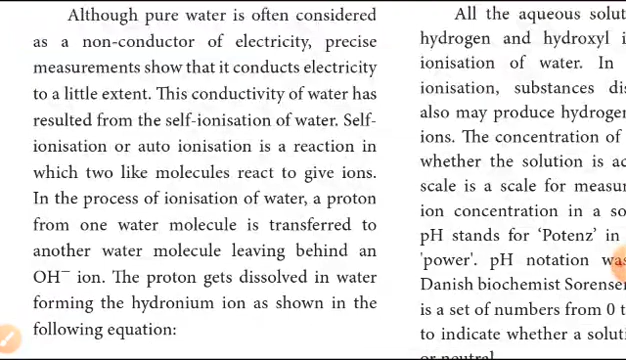 Although pure water is often considered
as a non-conductor of electricity, precise
measurements show that it conducts electricity
to a little extent. This conductivity of water has
resulted from the self-ionisation of water. Self-
ionisation or auto ionisation is a reaction in
which two like molecules react to give ions.
In the process of ionisation of water, a proton
from one water molecule is transferred to
another water molecule leaving behind an
OH⁻ ion. The proton gets dissolved in water
forming the hydronium ion as shown in the
following equation:
All the aqueous
hydrogen and hydroxyl
ionisation of water. In
ionisation, substances
also may produce
ions. The concentration of
whether the solution is
scale is a scale for
ion concentration in a
pH stands for 'Potenz' in
'power'. pH notation was
Danish biochemist
is a set of numbers from 0
to indicate whether a
or neutral